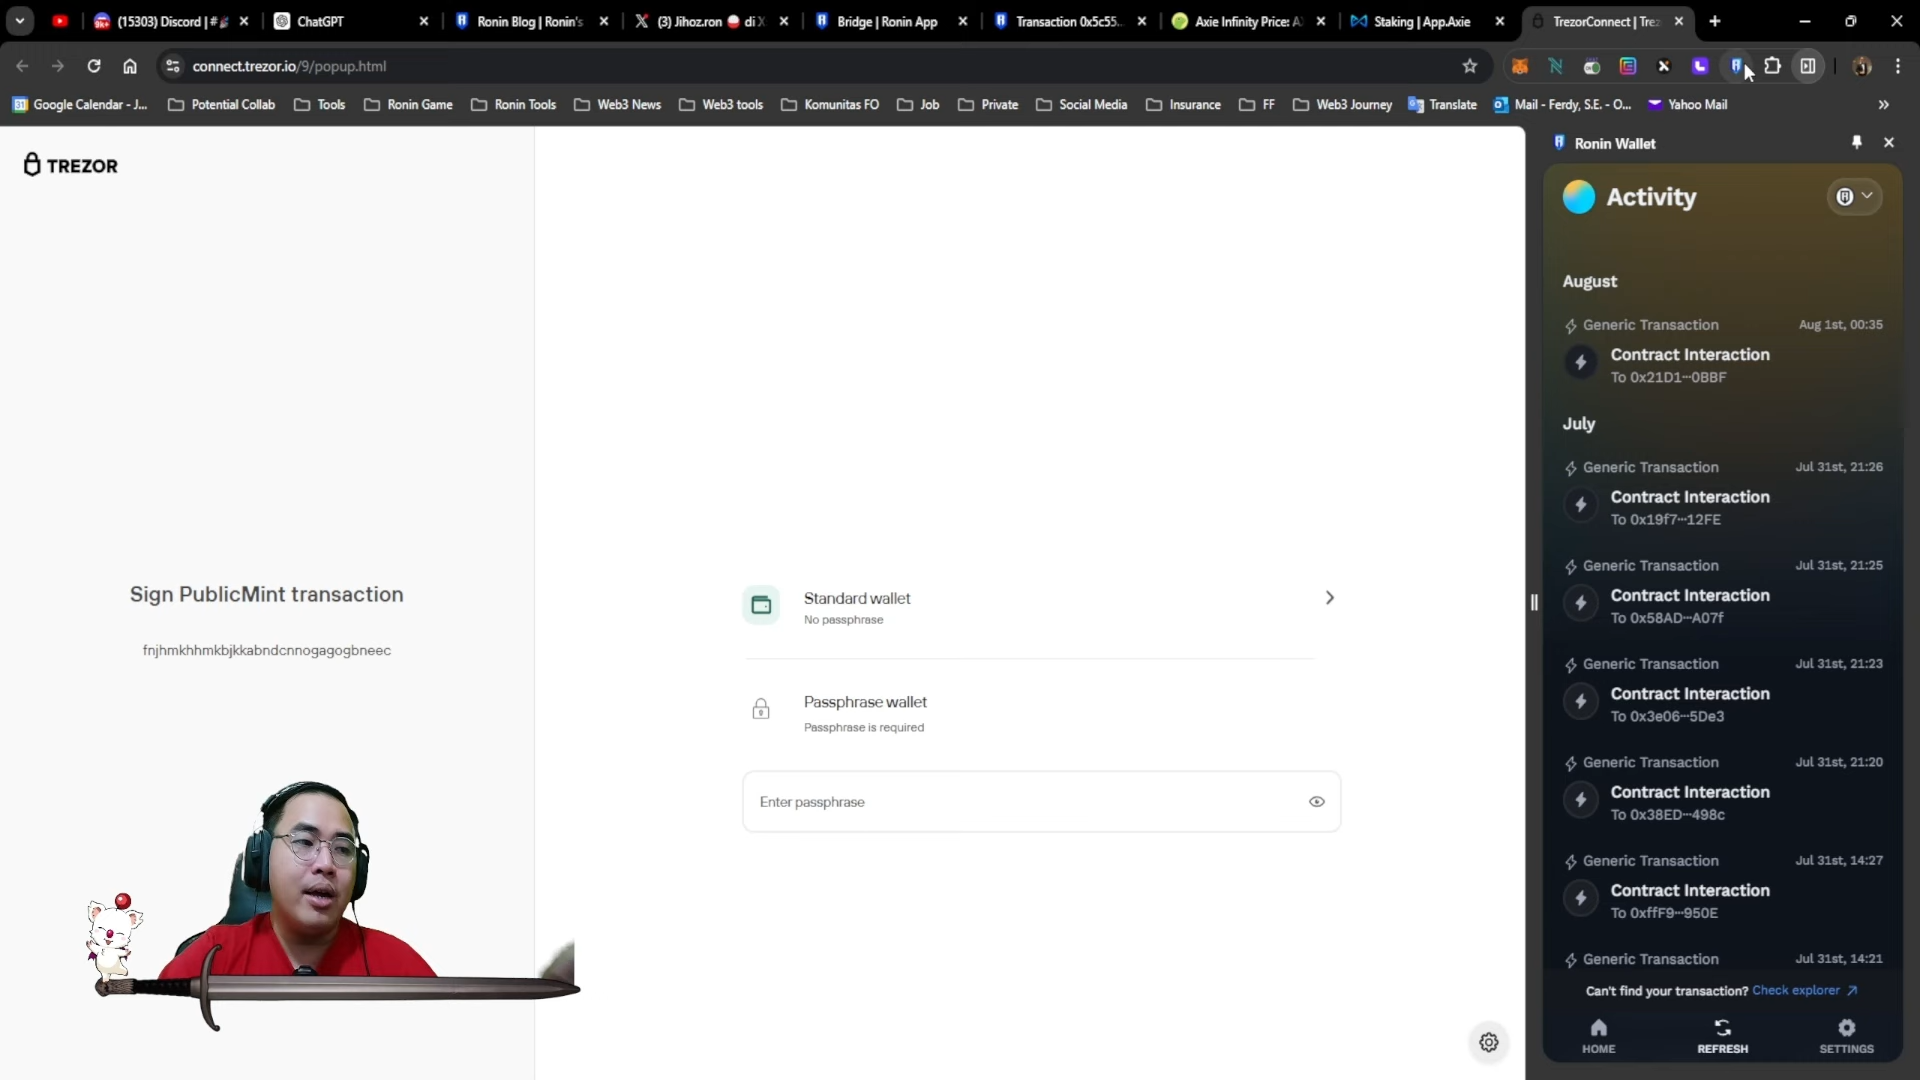 (15303) Discord | #
ChatGPT
Ronin Blog | Ronin's
(3) Jihoz.ron di X
Bridge | Ronin App
Transaction 0x5c55...
Axie Infinity Price: A
Staking | App.Axie
TrezorConnect | Trez
connect.trezor.io/9/popup.html
Google Calendar - J...
Potential Collab
Tools
Ronin Game
Ronin Tools
Web3 News
Web3 tools
Komunitas FO
Job
Private
Social Media
Insurance
FF
Web3 Journey
Translate
Mail - Ferdy, S.E. - O...
Yahoo Mail
TREZOR
Sign PublicMint transaction
fnjhmkhhmkbjkkabndcnnogagogbneec
Standard wallet
No passphrase
Passphrase wallet
Passphrase is required
Enter passphrase
Ronin Wallet
Activity
August
Generic Transaction Aug 1st, 00:35
Contract Interaction
To 0x21D1···0BBF
July
Generic Transaction Jul 31st, 21:26
Contract Interaction
To 0x19f7···12FE
Generic Transaction Jul 31st, 21:25
Contract Interaction
To 0x58AD···A07f
Generic Transaction Jul 31st, 21:23
Contract Interaction
To 0x3e06···5De3
Generic Transaction Jul 31st, 21:20
Contract Interaction
To 0x38ED···498c
Generic Transaction Jul 31st, 14:27
Contract Interaction
To 0xffF9···950E
Generic Transaction Jul 31st, 14:21
Can't find your transaction? Check explorer
HOME
REFRESH
SETTINGS